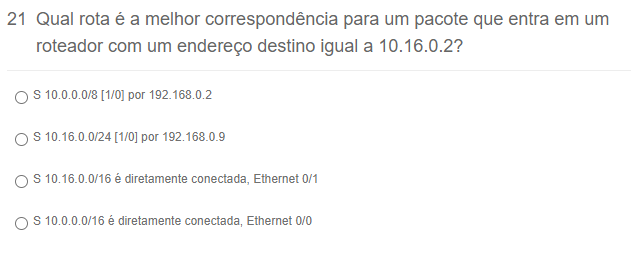 21 Qual rota é a melhor correspondência para um pacote que entra em um
roteador com um endereço destino igual a 10.16.0.2?
S 10.0.0.0/8 [1/0] por 192.168.0.2
S 10.16.0.0/24 [1/0] por 192.168.0.9
S 10.16.0.0/16 é diretamente conectada, Ethernet 0/1
S 10.0.0.0/16 é diretamente conectada, Ethernet 0/0